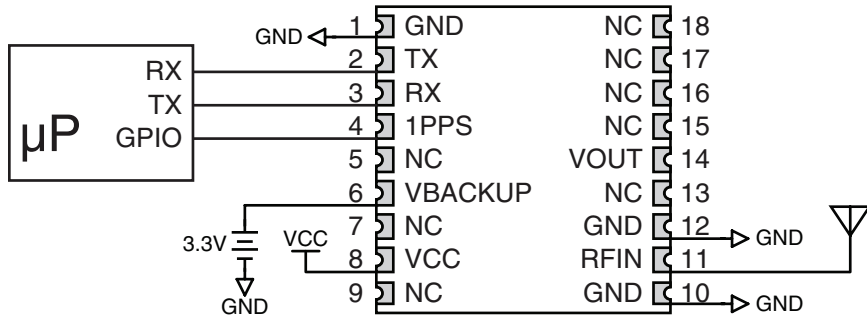 GND 1 GND NC 18
2 TX NC 17
RX
3 RX NC 16
TX
4 1PPS NC 15
GPIO
µP
5 NC VOUT 14
6 VBACKUP NC 13
7 NC GND 12
GND
3.3V VCC 8 VCC RFIN 11
GND 9 NC GND 10 GND